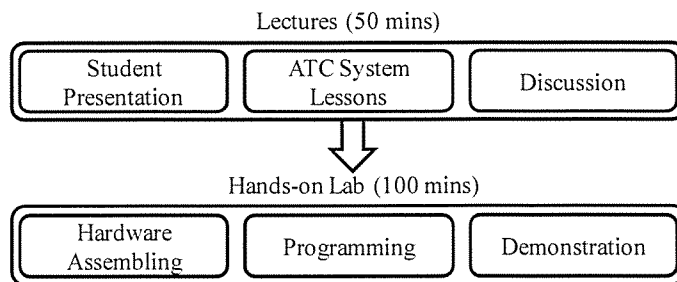 Lectures (50 mins)
Student
Presentation
ATC System
Lessons
Discussion
Hands-on Lab (100 mins)
Hardware
Assembling
Programming
Demonstration